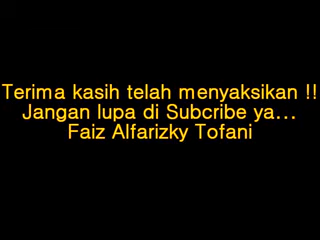 Terima kasih telah menyaksikan !!
Jangan lupa di Subcribe ya...
Faiz Alfarizky Tofani